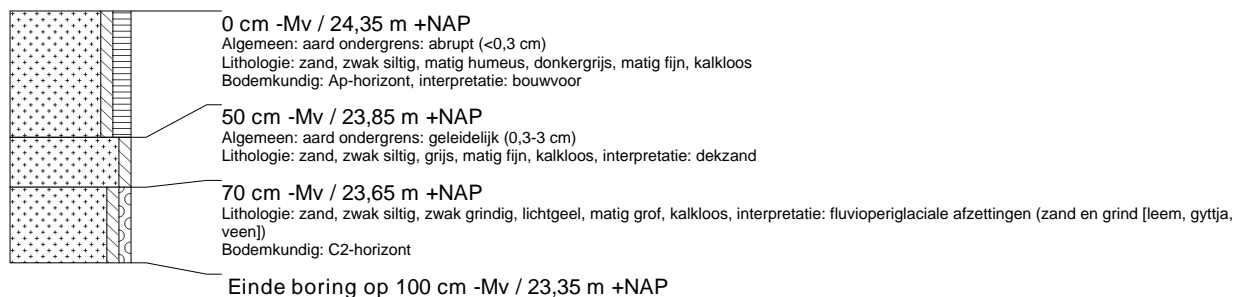 0 cm -Mv / 24,35 m +NAP
Algemeen: aard ondergrens: abrupt (<0,3 cm)
Lithologie: zand, zwak siltig, matig humeus, donkergrijs, matig fijn, kalkloos
Bodemkundig: Ap-horizont, interpretatie: bouwvoor
50 cm -Mv / 23,85 m +NAP
Algemeen: aard ondergrens: geleidelijk (0,3-3 cm)
Lithologie: zand, zwak siltig, grijs, matig fijn, kalkloos, interpretatie: dekzand
70 cm -Mv / 23,65 m +NAP
Lithologie: zand, zwak siltig, zwak grindig, lichtgeel, matig grof, kalkloos, interpretatie: fluvioperiglaciale afzettingen (zand en grind [leem, gyttja,
veen])
Bodemkundig: C2-horizont
Einde boring op 100 cm -Mv / 23,35 m +NAP